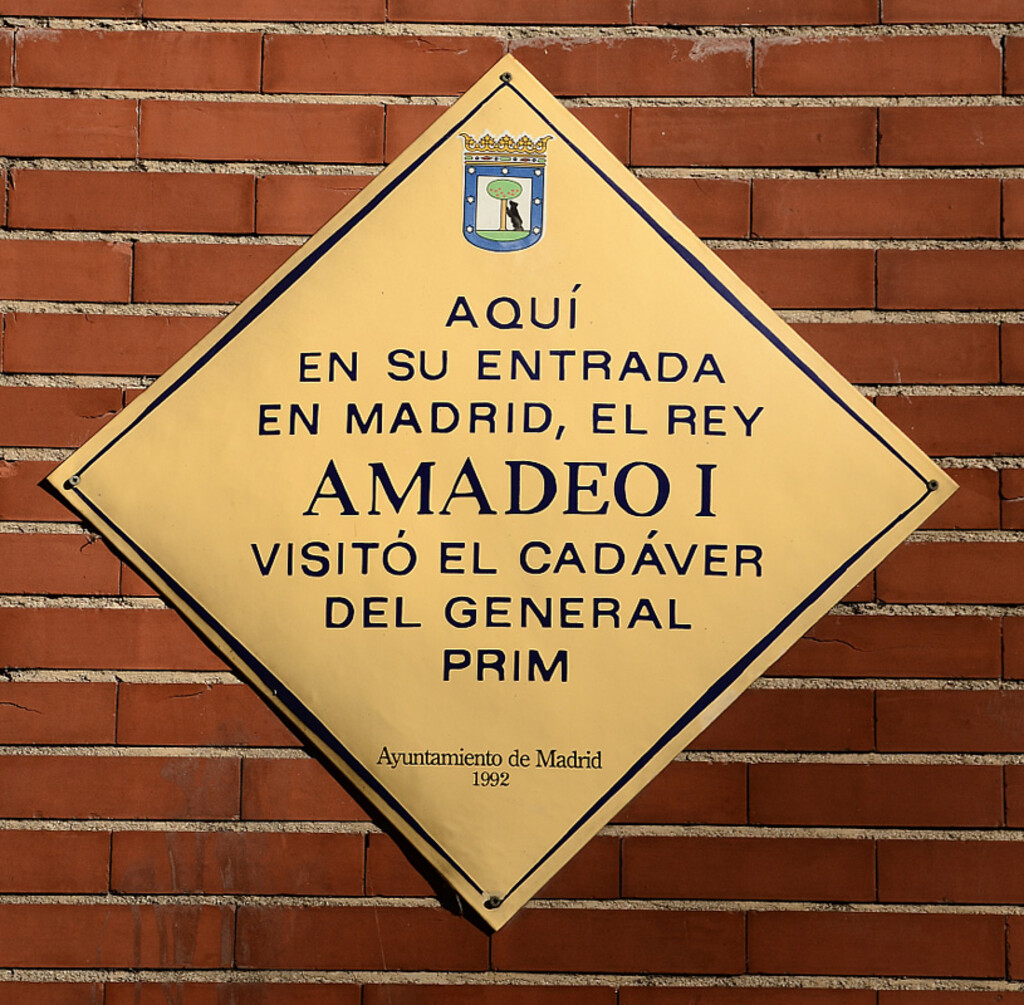 AQUÍ
EN SU ENTRADA
EN MADRID, EL REY
AMADEO I
VISITÓ EL CADÁVER
DEL GENERAL
PRIM
Ayuntamiento de Madrid
1992